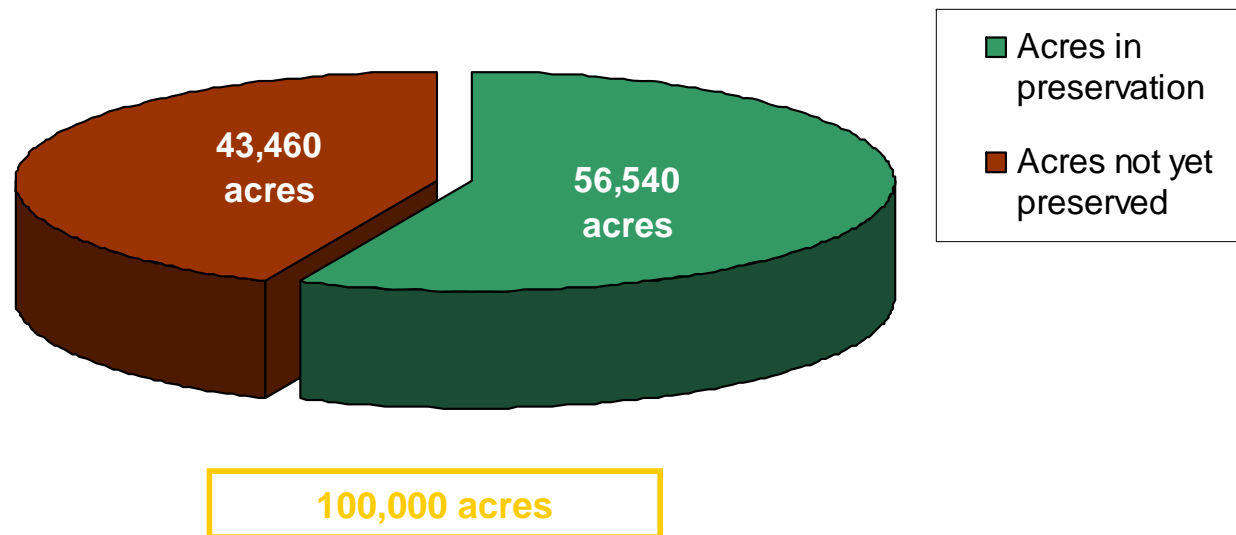 43,460
acres
56,540
acres
Acres in
preservation
Acres not yet
preserved
100,000 acres